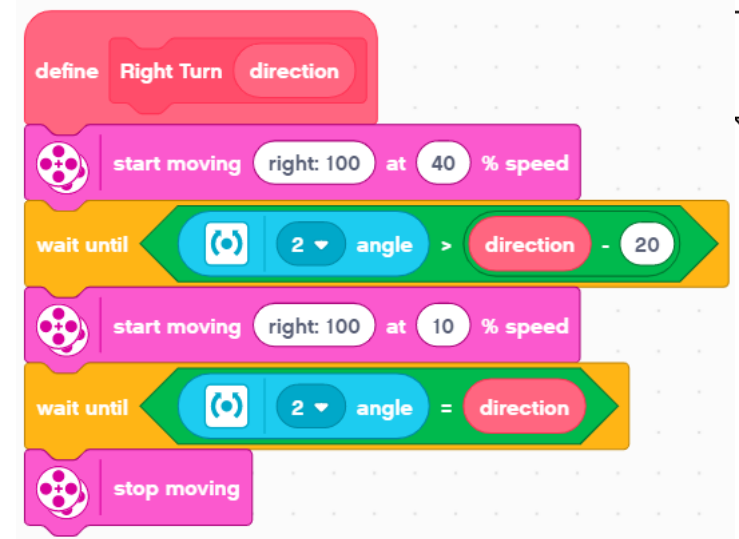 define Right Turn direction
start moving right: 100 at 40 % speed
wait until 2 angle > direction - 20
start moving right: 100 at 10 % speed
wait until 2 angle = direction
stop moving